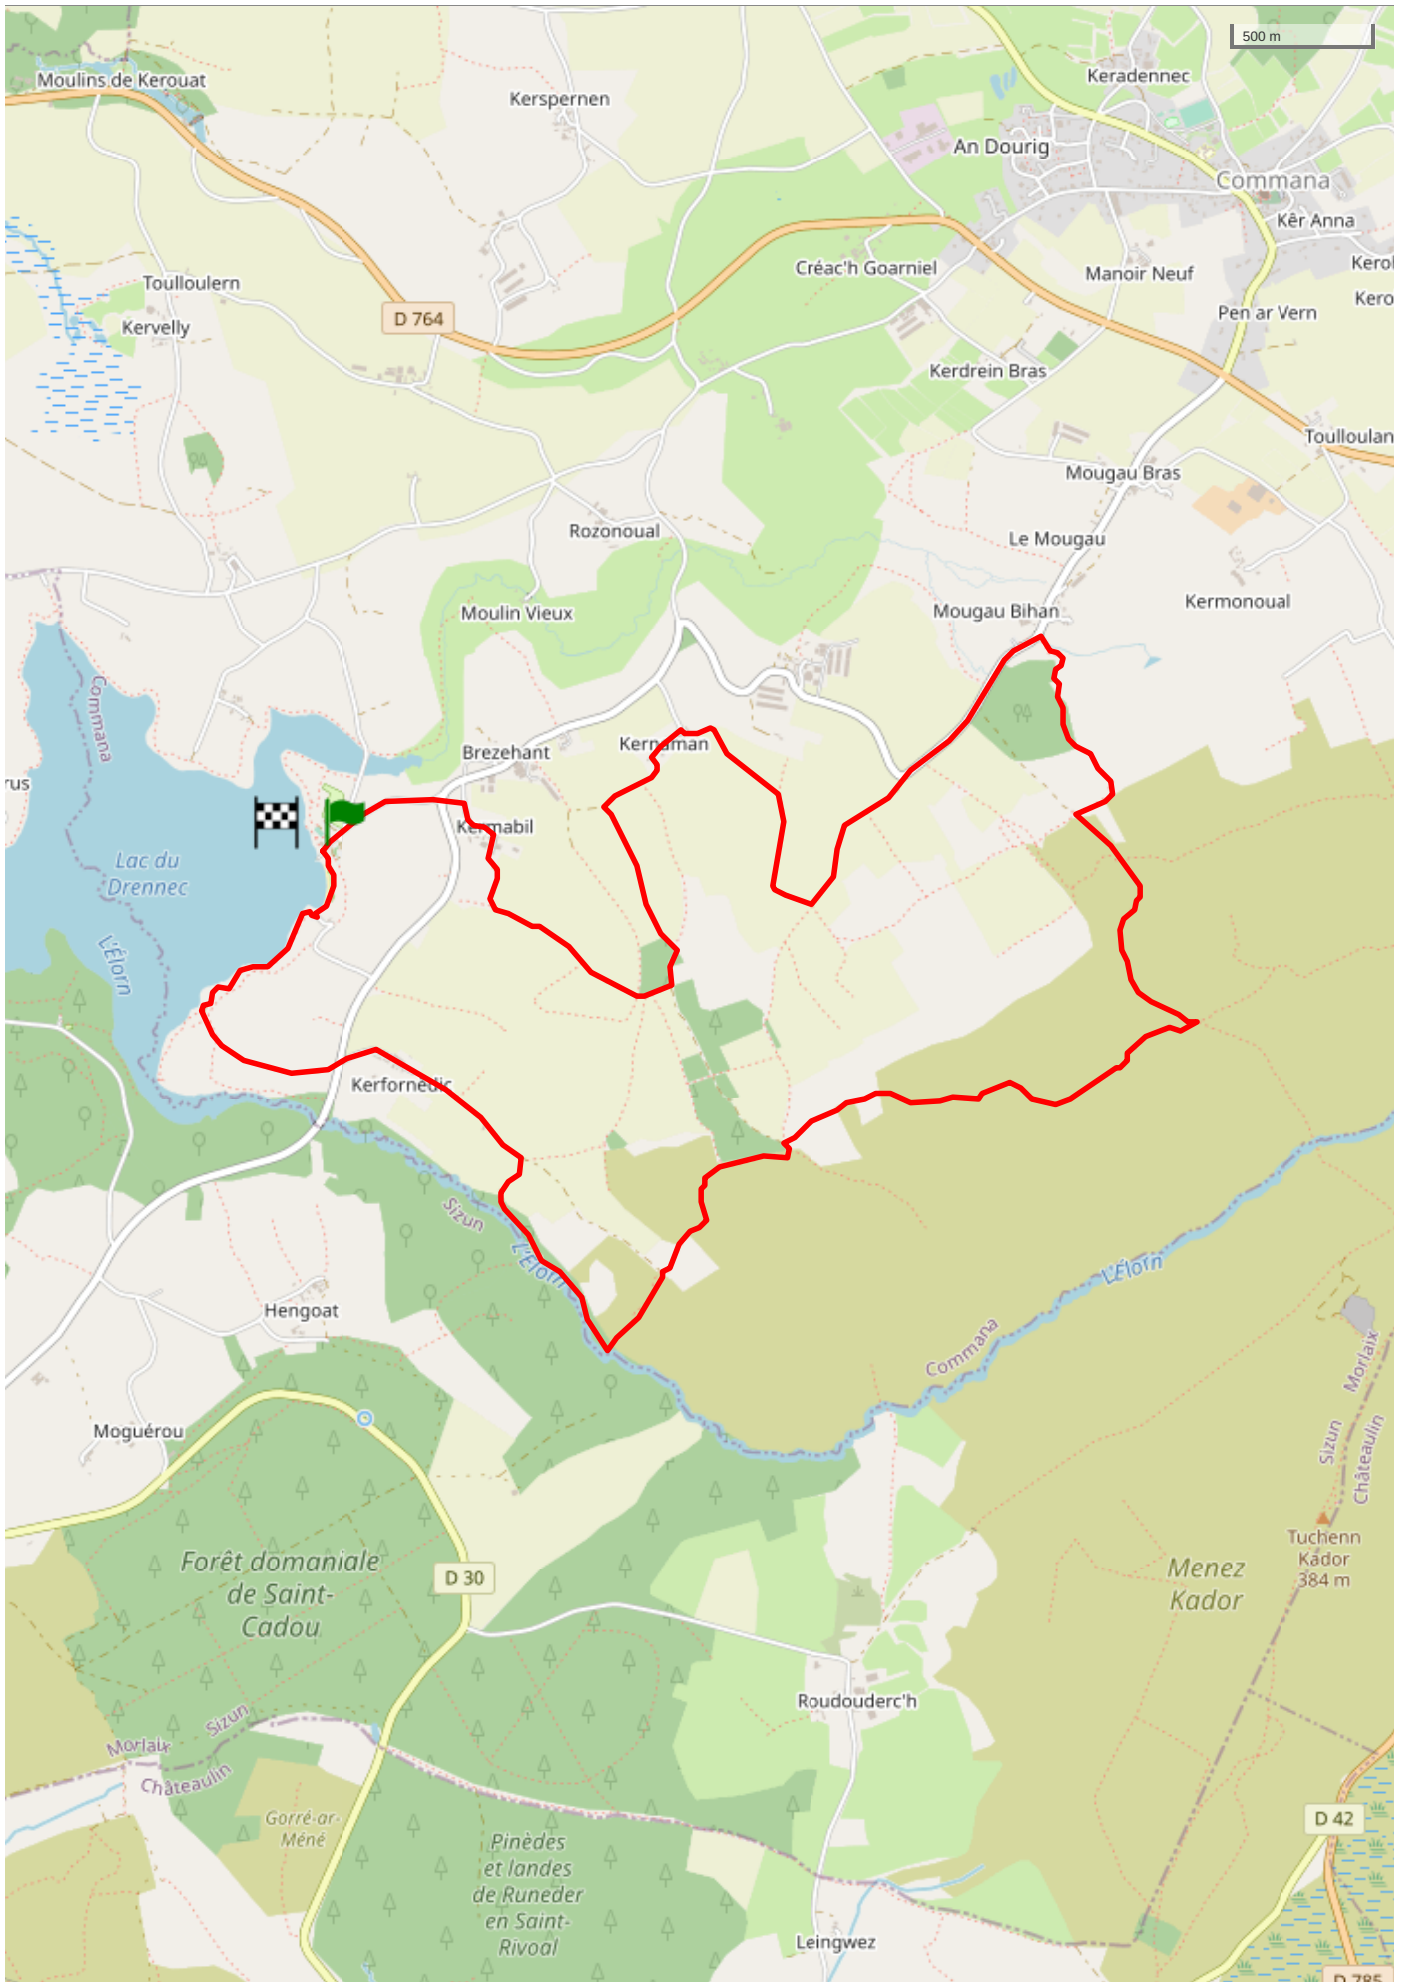 500 m
Keradennec
Moulins de Kerouat
Kerspernen
An Dourig
Commana
Kêr Anna
Créac'h Goarniel
Manoir Neuf
Kerol
Toulloulern
Kero
Pen ar Vern
D 764
Kervelly
Kerdrein Bras
Toulloulan
Mougau Bras
Rozonoual
Le Mougau
Kermonoual
Moulin Vieux
Mougau Bihan
Commana
Brezehant
Kernaman
rus
Kermabil
Lac du
Drennec
L'Élorn
Kerfornedic
Sizun
L'Élorn
L'Élorn
Hengoat
Commana
Morlaix
Sizun
Châteaulin
Moguérou
Tuchenn
Kador
384 m
Forêt domaniale
de Saint-
Cadou
D 30
Menez
Kador
Roudouderc'h
Sizun
Morlaix
Châteaulin
Gorré-ar-
Méné
D 42
Pinèdes
et landes
de Runeder
en Saint-
Rivoal
Leingwez
D 785